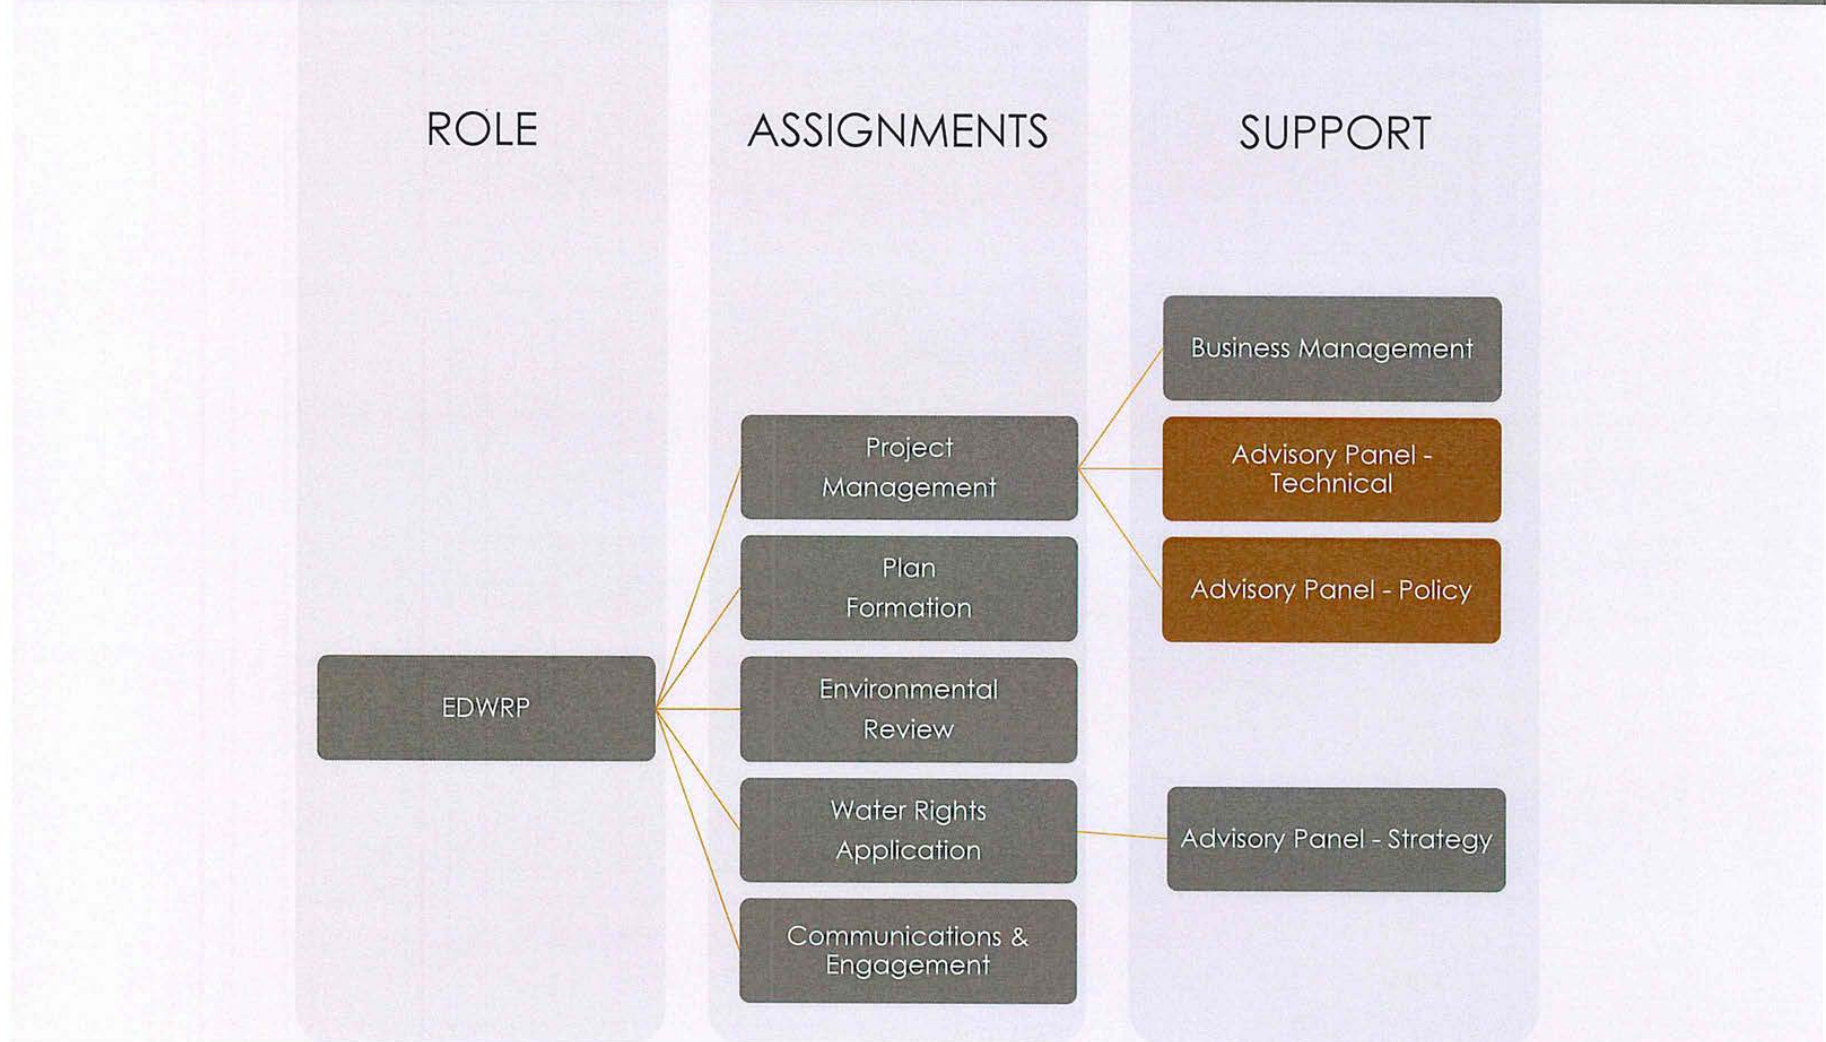 ROLE
ASSIGNMENTS
SUPPORT
EDWRP
Project
Management
Plan
Formation
Environmental
Review
Water Rights
Application
Communications &
Engagement
Business Management
Advisory Panel -
Technical
Advisory Panel - Policy
Advisory Panel - Strategy